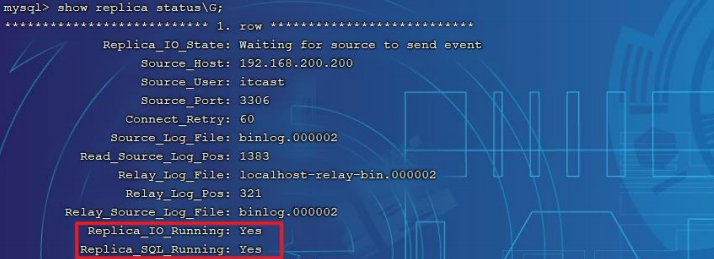 mysql> show replica status\G;
*************************** 1. row ***************************
Replica_IO_State: Waiting for source to send event
Source_Host: 192.168.200.200
Source_User: itcast
Source_Port: 3306
Connect_Retry: 60
Source_Log_File: binlog.000002
Read_Source_Log_Pos: 1383
Relay_Log_File: localhost-relay-bin.000002
Relay_Log_Pos: 321
Relay_Source_Log_File: binlog.000002
Replica_IO_Running: Yes
Replica_SQL_Running: Yes